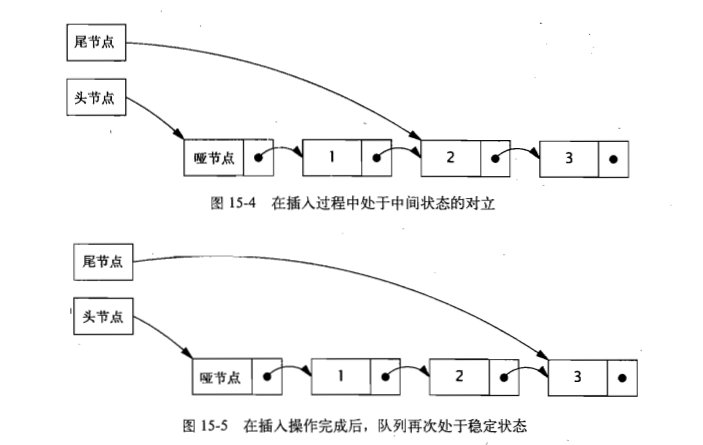 尾节点
头节点
哑节点 1 2 3
图 15-4 在插入过程中处于中间状态的对立
尾节点
头节点
哑节点 1 2 3
图 15-5 在插入操作完成后，队列再次处于稳定状态